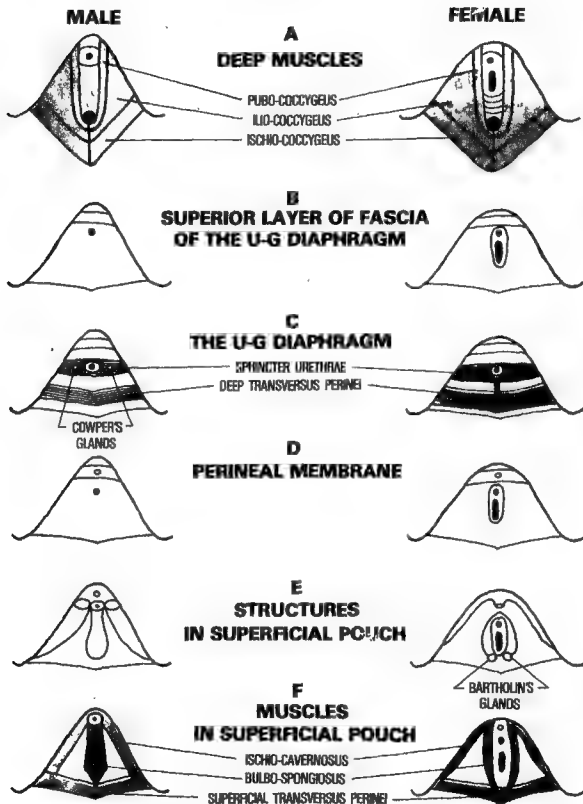 MALE
FEMALE
A
DEEP MUSCLES
PUBO-COCCYGEUS
ILIO-COCCYGEUS
ISCHIO-COCCYGEUS
B
SUPERIOR LAYER OF FASCIA
OF THE U-G DIAPHRAGM
C
THE U-G DIAPHRAGM
SPHINCTER URETHRAE
DEEP TRANSVERSUS PERINEI
COWPER'S
GLANDS
D
PERINEAL MEMBRANE
E
STRUCTURES
IN SUPERFICIAL POUCH
BARTHOLIN'S
GLANDS
F
MUSCLES
IN SUPERFICIAL POUCH
ISCHIO-CAVERNOSUS
BULBO-SPONGIOSUS
SUPERFICIAL TRANSVERSUS PERINEI